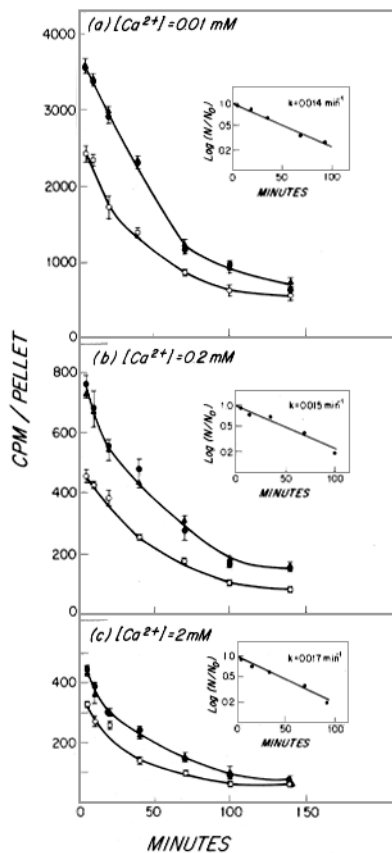 (a) [Ca²⁺] = 0.01 mM
4000
3000
2000
1000
0
k=0.014 min⁻¹
Log (N/N₀)
1.0
0.5
0.2
0 50 100
MINUTES
CPM / PELLET
(b) [Ca²⁺] = 0.2 mM
800
600
400
200
0
k=0.015 min⁻¹
Log (N/N₀)
1.0
0.5
0.2
0 50 100
MINUTES
(c) [Ca²⁺] = 2 mM
400
200
k=0.017 min⁻¹
Log (N/N₀)
1.0
0.5
0.2
0 50 100
MINUTES
0 50 100 150
MINUTES